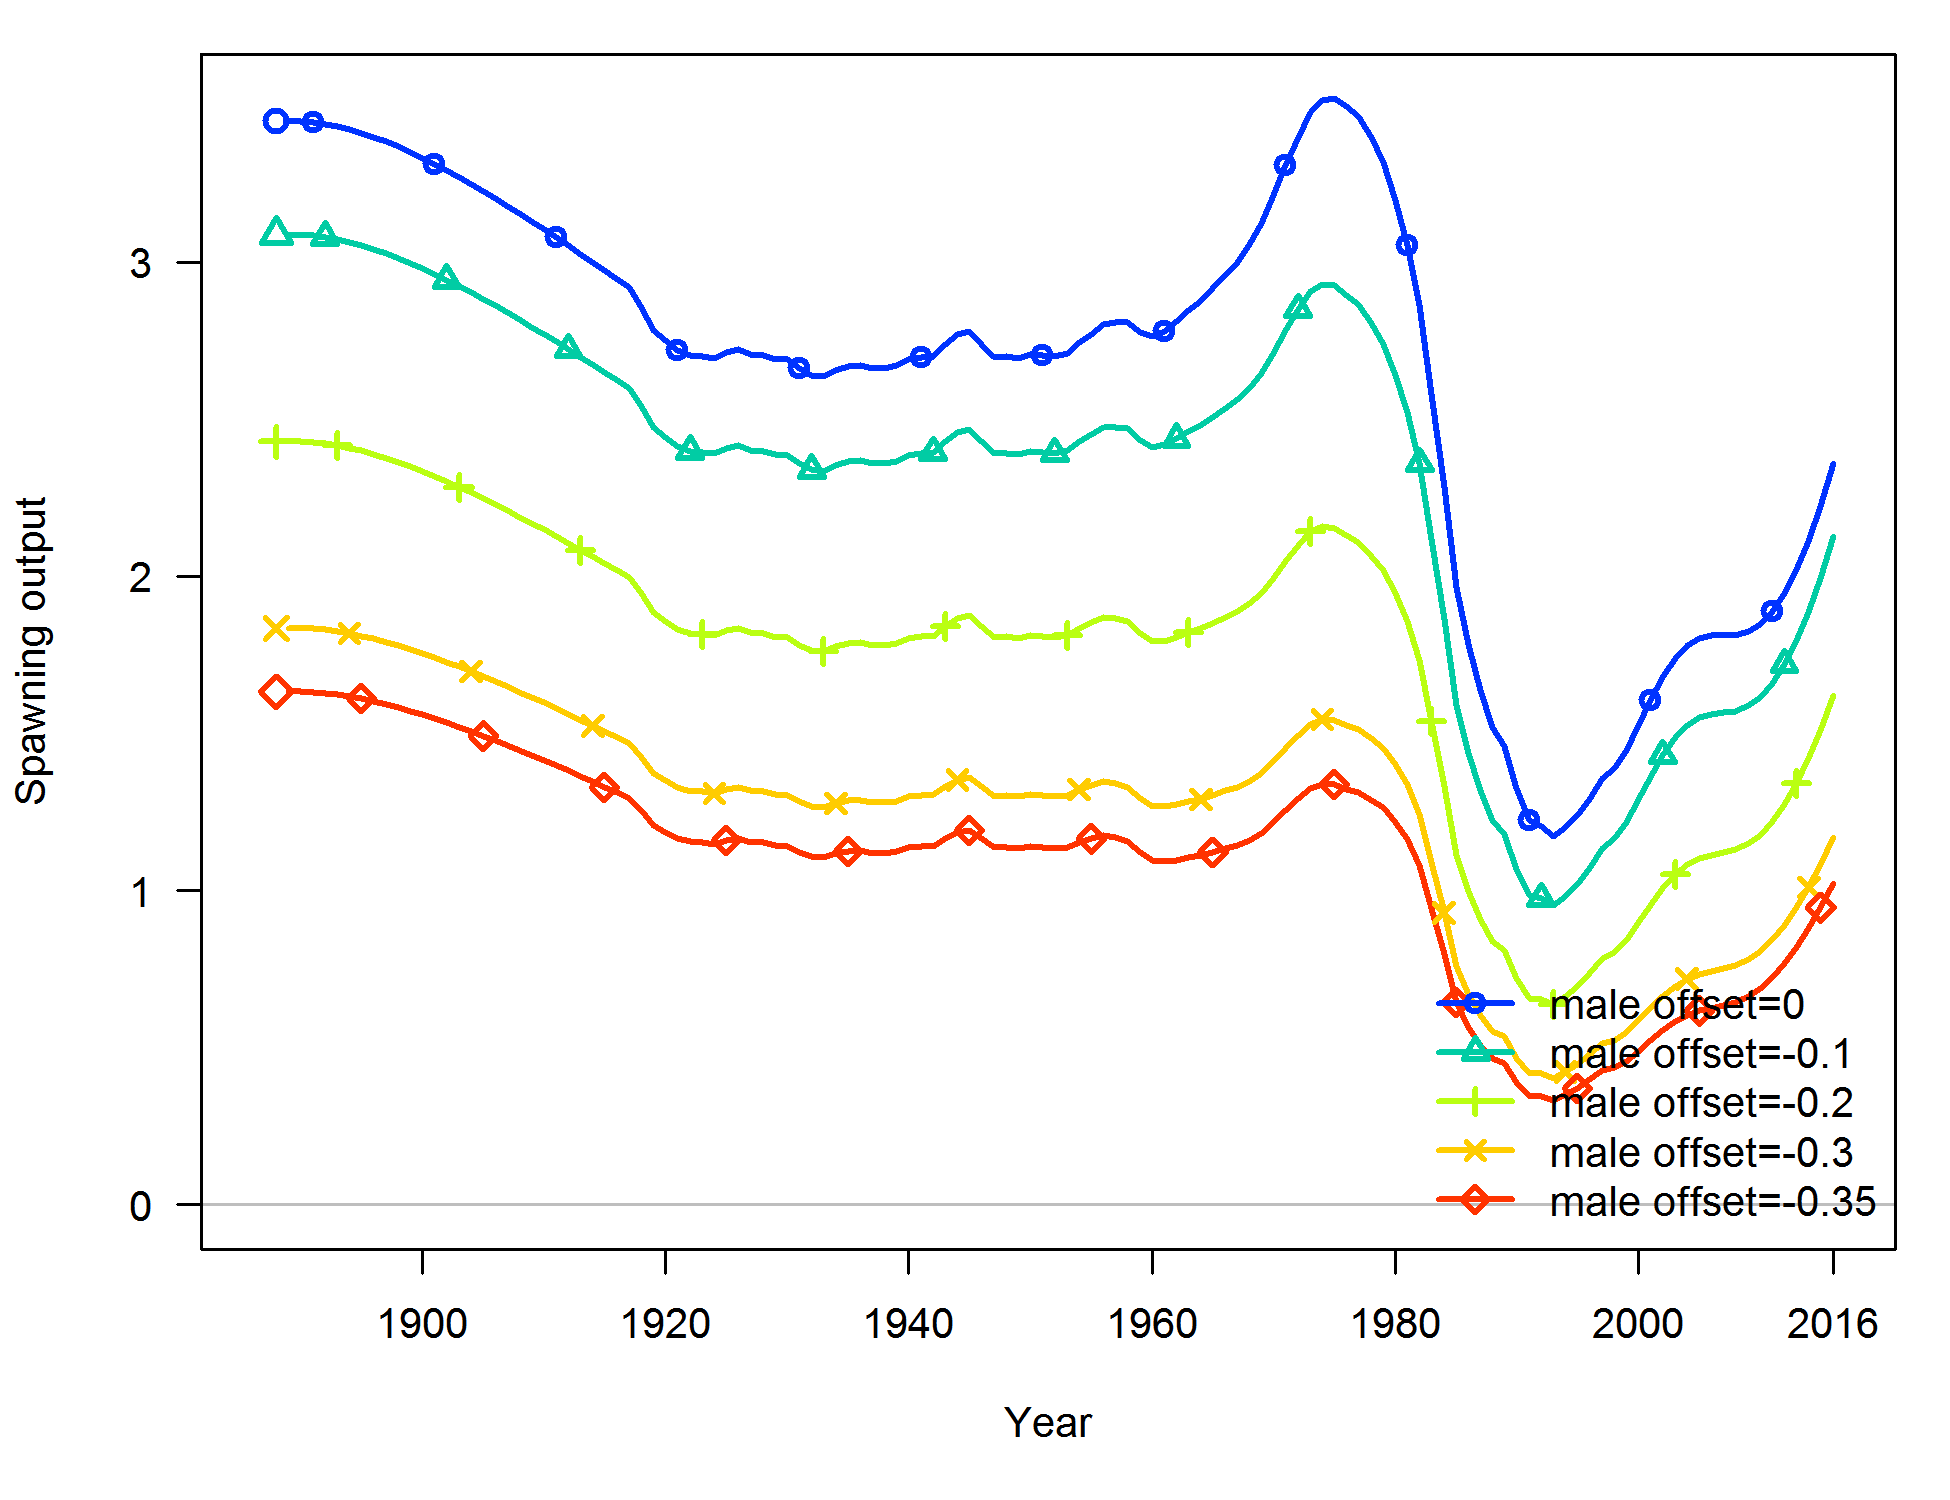 3
2
1
0
Spawning output
male offset=0
male offset=-0.1
male offset=-0.2
male offset=-0.3
male offset=-0.35
1900 1920 1940 1960 1980 2000 2016
Year